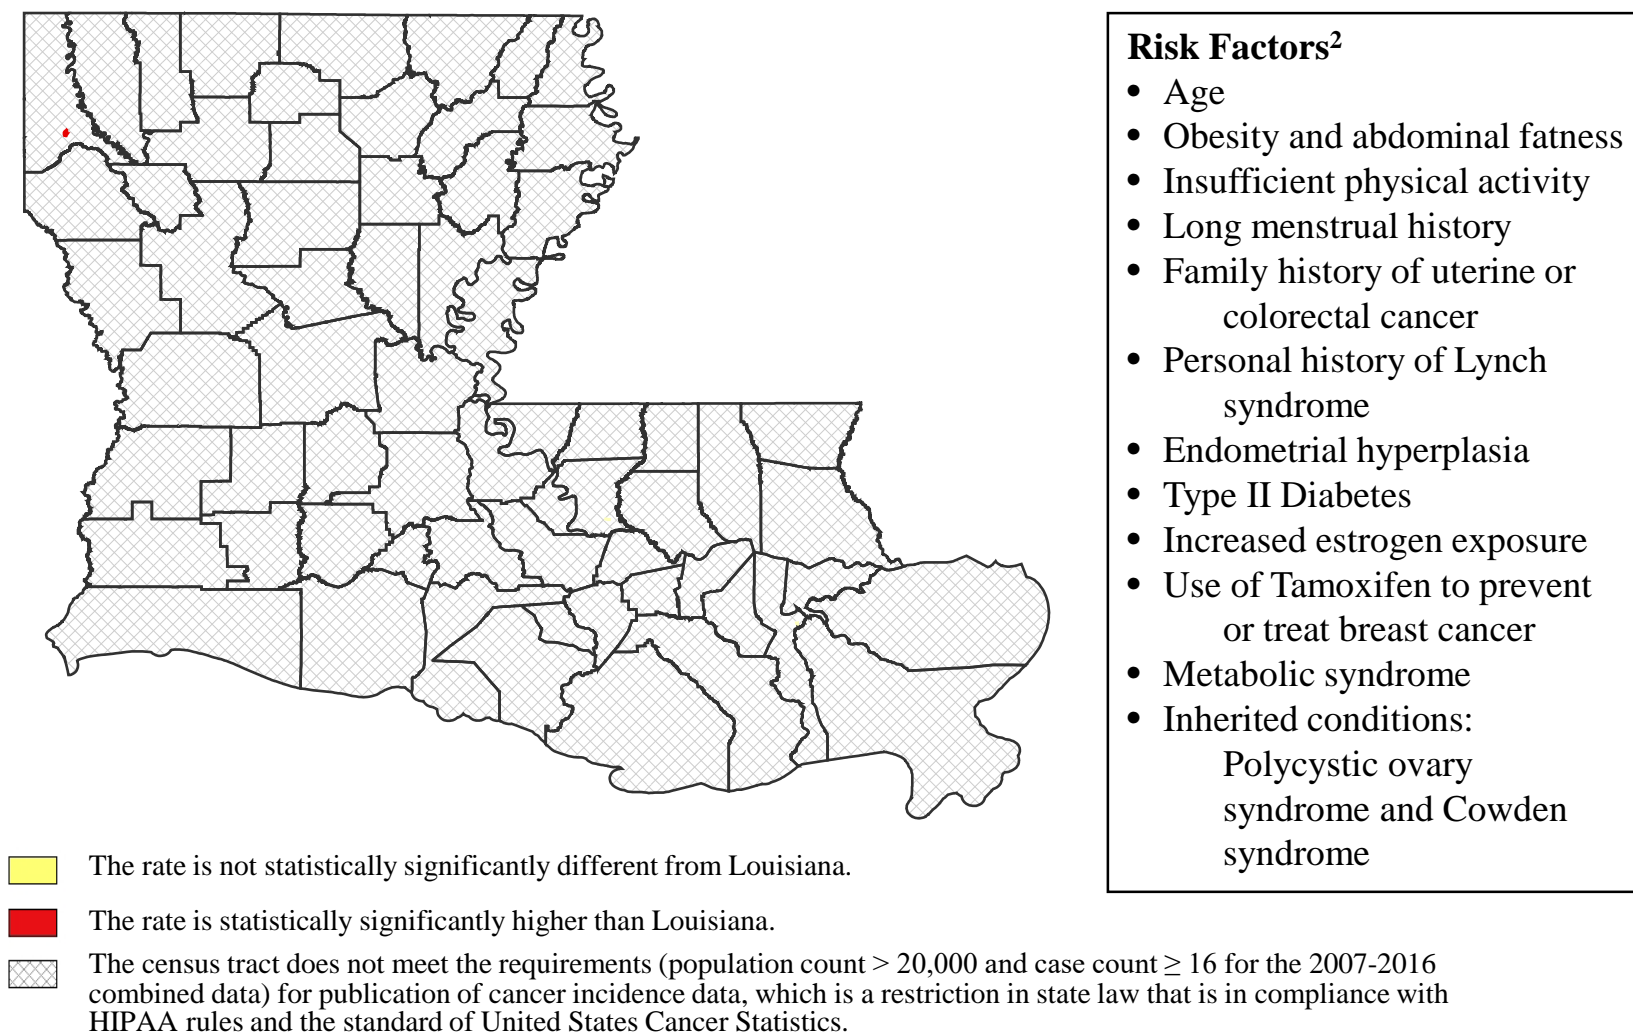 Risk Factors²
• Age
• Obesity and abdominal fatness
• Insufficient physical activity
• Long menstrual history
• Family history of uterine or
colorectal cancer
• Personal history of Lynch
syndrome
• Endometrial hyperplasia
• Type II Diabetes
• Increased estrogen exposure
• Use of Tamoxifen to prevent
or treat breast cancer
• Metabolic syndrome
• Inherited conditions:
Polycystic ovary
syndrome and Cowden
syndrome
The rate is not statistically significantly different from Louisiana.
The rate is statistically significantly higher than Louisiana.
The census tract does not meet the requirements (population count > 20,000 and case count ≥ 16 for the 2007-2016
combined data) for publication of cancer incidence data, which is a restriction in state law that is in compliance with
HIPAA rules and the standard of United States Cancer Statistics.